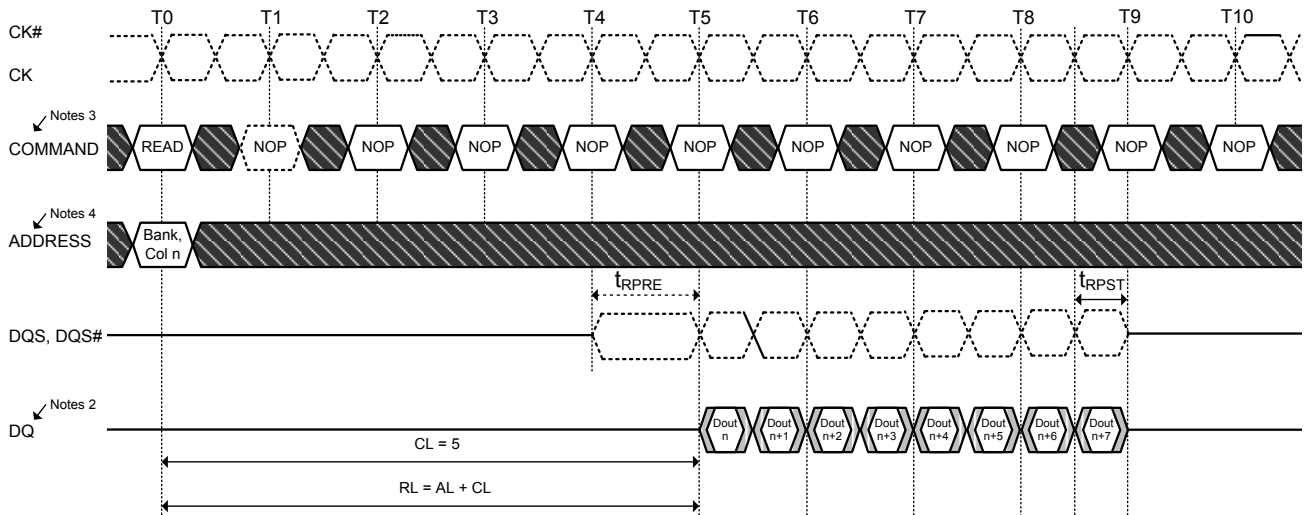 T0 T1 T2 T3 T4 T5 T6 T7 T8 T9 T10
CK#
CK
Notes 3
COMMAND READ NOP NOP NOP NOP NOP NOP NOP NOP NOP NOP
Notes 4
ADDRESS
Bank,
Col n
tRPRE tRPST
DQS, DQS#
Notes 2
DQ
Dout Dout Dout Dout Dout Dout Dout Dout
n n+1 n+2 n+3 n+4 n+5 n+6 n+7
CL = 5
RL = AL + CL